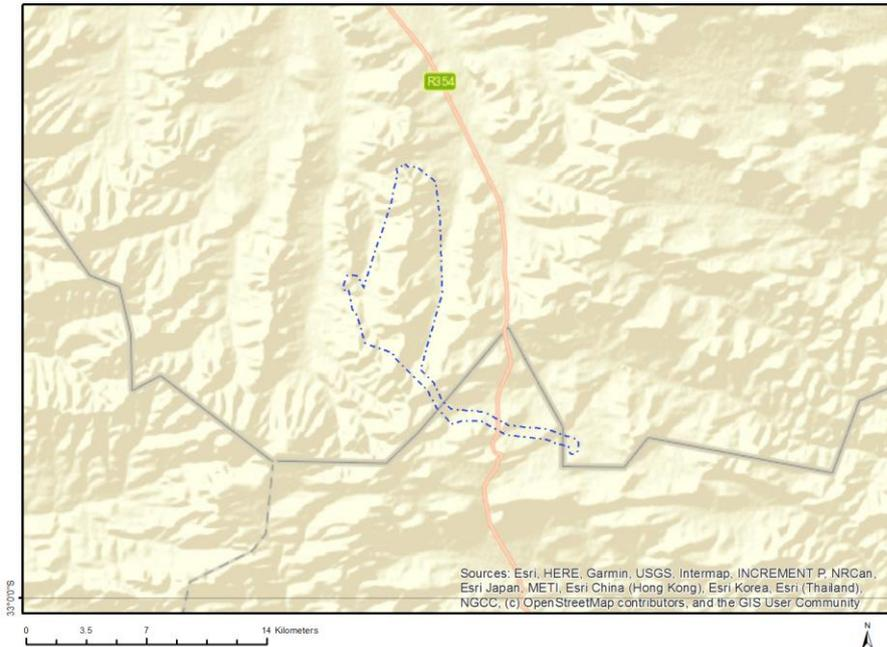 R354
Sources: Esri, HERE, Garmin, USGS, Intermap, INCREMENT P, NRCan,
Esri Japan, METI, Esri China (Hong Kong), Esri Korea, Esri (Thailand),
NGCC, (c) OpenStreetMap contributors, and the GIS User Community
33°0'0"S
0 3.5 7 14 Kilometers
N